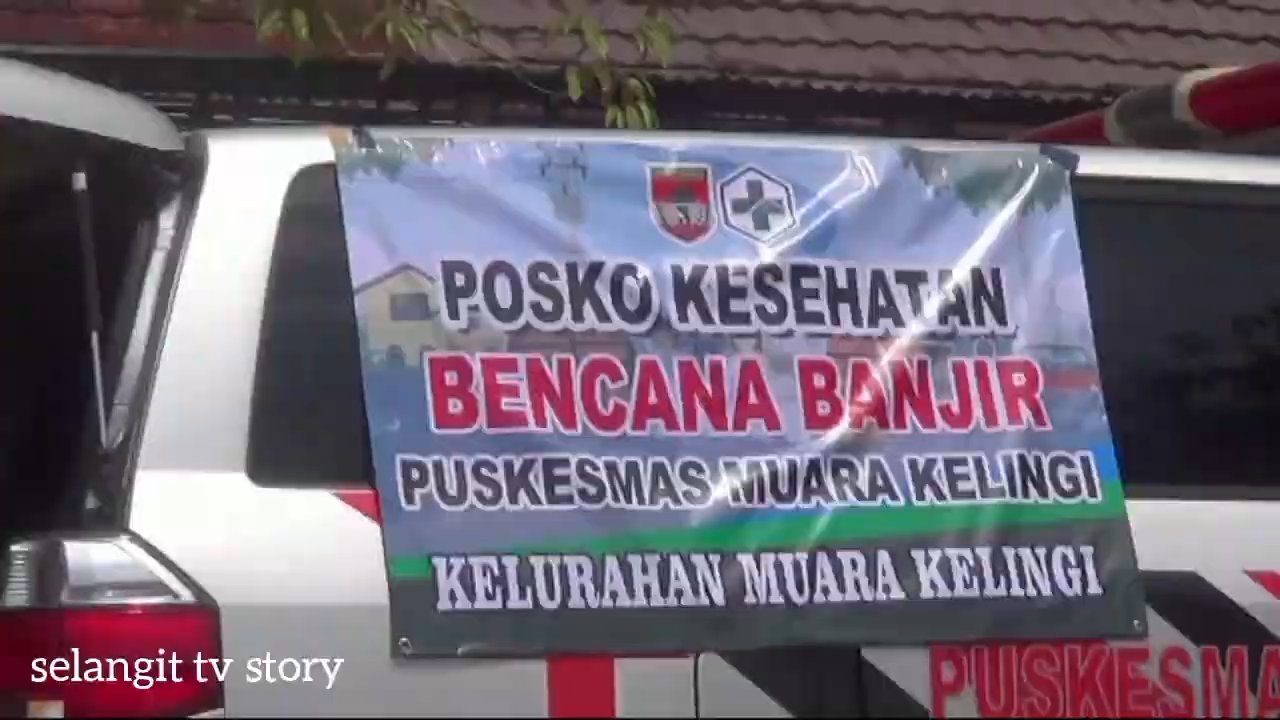 POSKO KESEHATAN
BENCANA BANJIR
PUSKESMAS MUARA KELINGI
KELURAHAN MUARA KELINGI
PUSKESMA
selangit tv story